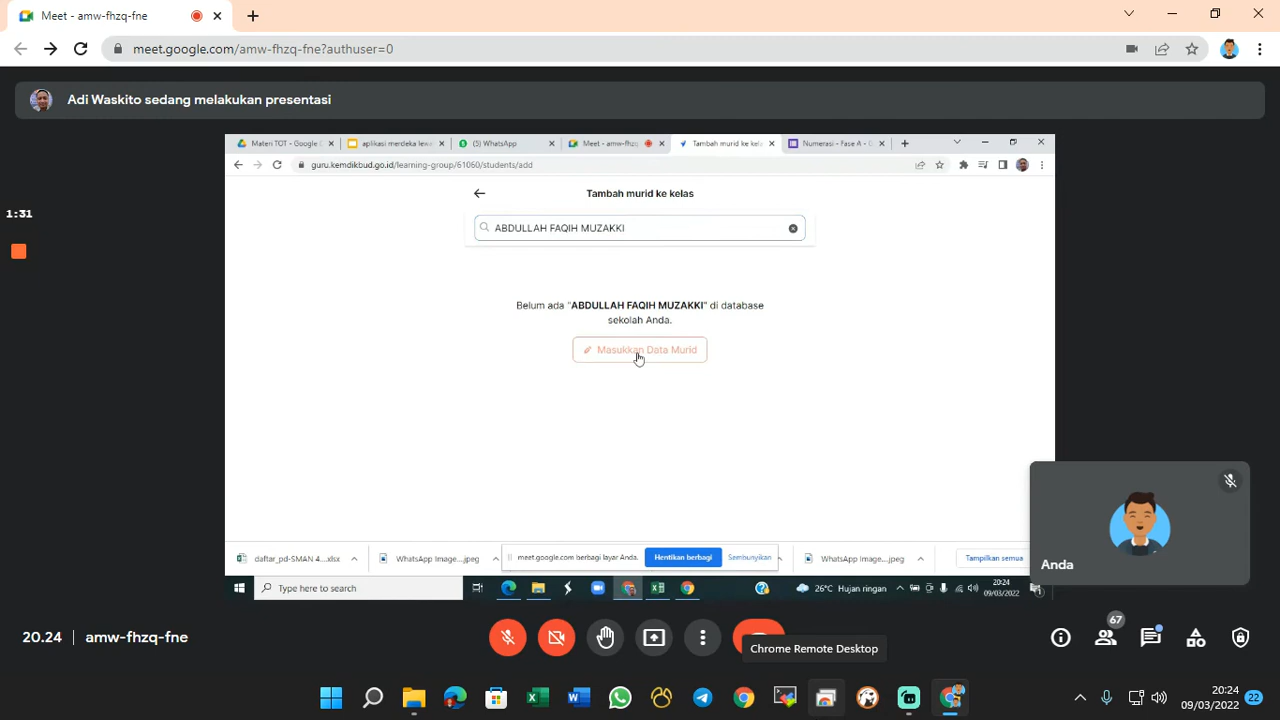 Meet - amw-fhzq-fne
meet.google.com/amw-fhzq-fne?authuser=0
Adi Waskito sedang melakukan presentasi
Materi TOT - Google
aplikasi merdeka lew
(5) WhatsApp
Meet - amw-fhzq
Tambah murid ke kela
Numerasi - Fase A - G
guru.kemdikbud.go.id/learning-group/61060/students/add
Tambah murid ke kelas
1:31
ABDULLAH FAQIH MUZAKKI
Belum ada "ABDULLAH FAQIH MUZAKKI" di database
sekolah Anda.
Masukkan Data Murid
Anda
daftar_pd-SMAN 4....xlsx
WhatsApp Image....jpeg
meet.google.com berbagi layar Anda.
Hentikan berbagi
Sembunyikan
WhatsApp Image....jpeg
Tampilkan semua
Type here to search
26°C Hujan ringan
20:24
09/03/2022
20.24
amw-fhzq-fne
Chrome Remote Desktop
67
20:24
09/03/2022
22